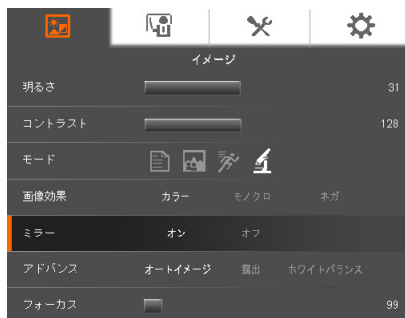 イメージ
明るさ 31
コントラスト 128
モード
画像効果 カラー モノクロ ネガ
ミラー オン オフ
アドバンス オートイメージ 露出 ホワイトバランス
フォーカス 99